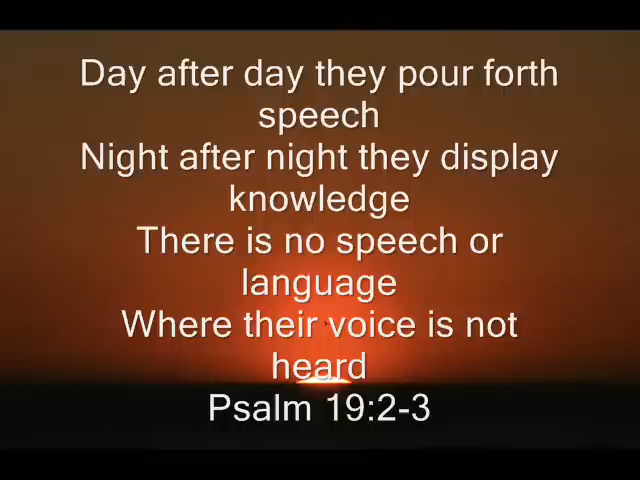 Day after day they pour forth
speech
Night after night they display
knowledge
There is no speech or
language
Where their voice is not
heard
Psalm 19:2-3